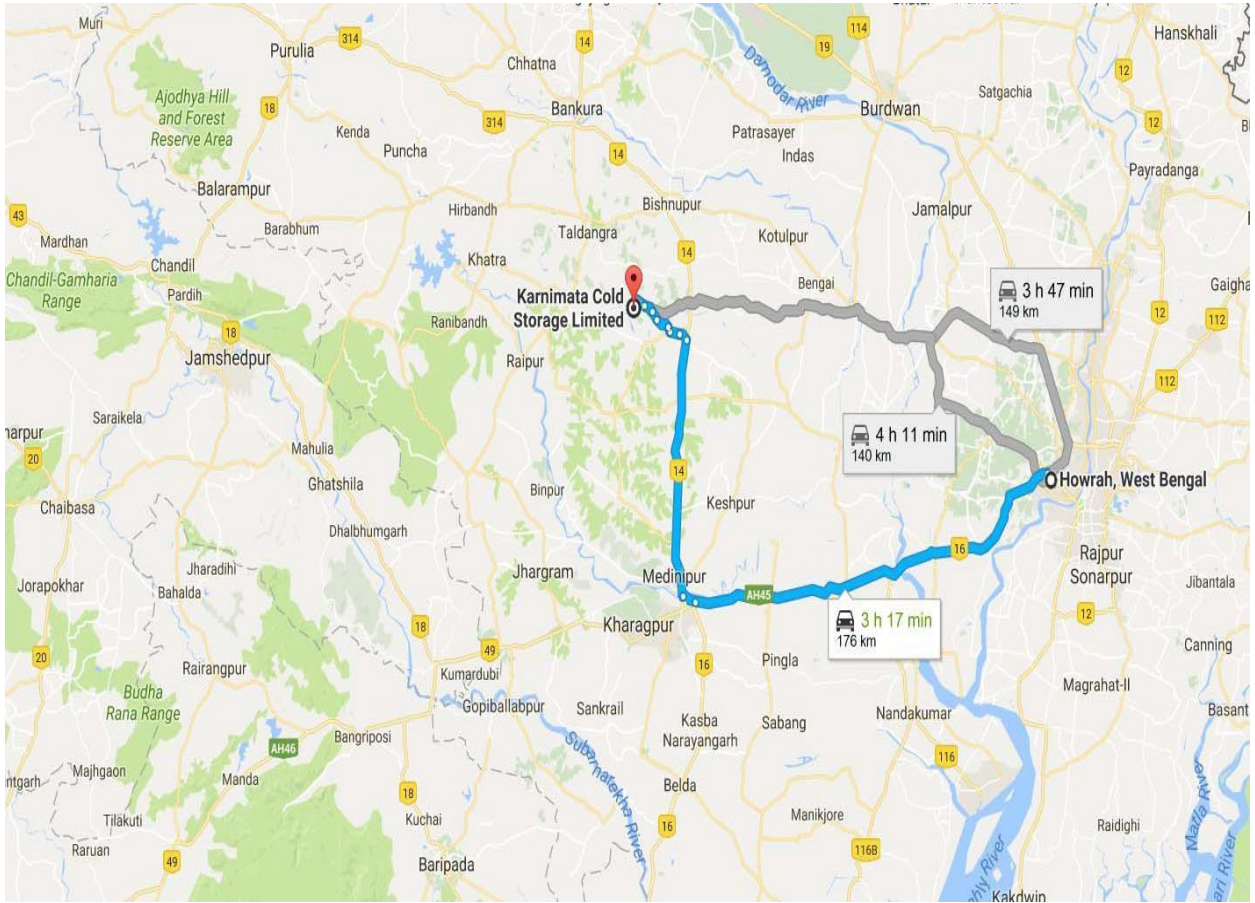 Muri
Purulia
314
14
Chhatna
19
114
Hanskhali
12
Damodar River
Satgachia
Burdwan
Bankura
18
Ajodhya Hill
and Forest
Reserve Area
Kenda
Puncha
314
Patrasayer
Indas
12
12
Payradanga
14
Balarampur
43
Mardhan
Barabhum
Hirbandh
Bishnupur
Jamalpur
Taldangra
14
Kotulpur
Chandil
Khatra
Chandil-Gamharia
Range
Pardih
Karnimata Cold
Storage Limited
Bengai
3 h 47 min
149 km
Gaigha
12
112
18
Ranibandh
Raipur
Jamshedpur
112
Saraikela
4 h 11 min
140 km
20
Mahulia
14
Howrah, West Bengal
Chaibasa
Ghatshila
Binpur
Keshpur
Dhalbhumgarh
16
Rajpur
Sonarpur
Jorapokhar
Jharadihi
Bahalda
Jhargram
Medinipur
AH45
Jibantala
Kharagpur
3 h 17 min
176 km
12
18
20
Rairangpur
49
16
Pingla
Canning
Kumardubi
Budha
Rana Range
Gopiballabpur
Sankrail
Kasba
Narayangarh
Sabang
Nandakumar
Magrahat-II
Basant
AH46
Bangriposi
116
Majhgaon
Manda
Subarnarekha River
Belda
18
Tilakuti
Kuchai
Manikjore
16
Raidighi
Matla River
Raruan
49
Baripada
116B
Kakdwip